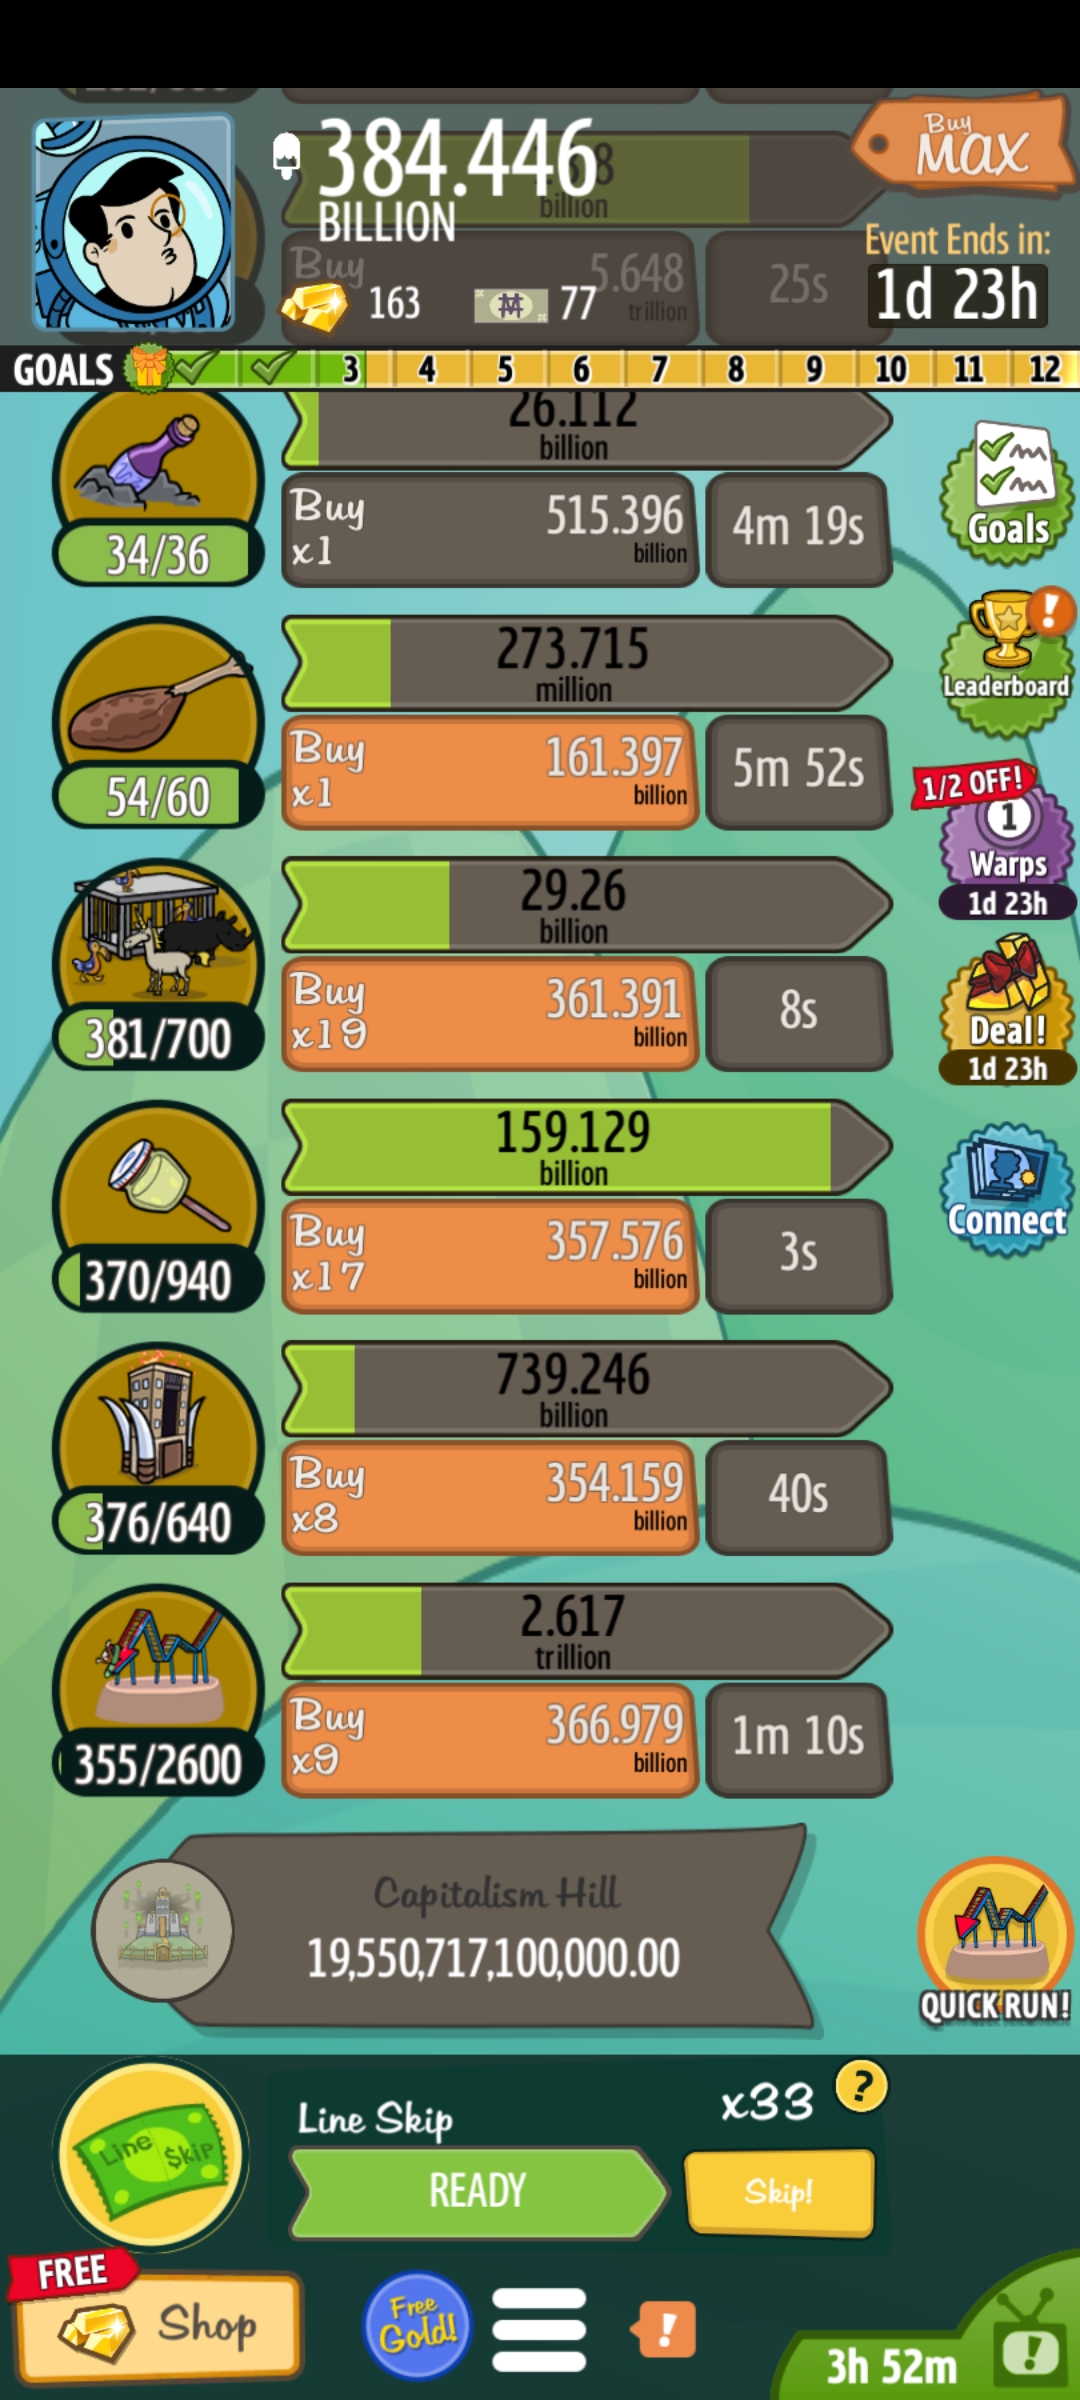 384.446
BILLION
billion
Buy
5.648
trillion
25s
163
77
Buy
MAX
Event Ends in:
1d 23h
GOALS
3 4 5 6 7 8 9 10 11 12
26.112
billion
Buy
x1
515.396
billion
4m 19s
34/36
Goals
Leaderboard
!
273.715
million
Buy
x1
161.397
billion
5m 52s
54/60
1/2 OFF!
1
Warps
1d 23h
29.26
billion
Buy
x19
361.391
billion
8s
381/700
Deal!
1d 23h
159.129
billion
Buy
x17
357.576
billion
3s
370/940
Connect
739.246
billion
Buy
x8
354.159
billion
40s
376/640
2.617
trillion
Buy
x9
366.979
billion
1m 10s
355/2600
Capitalism Hill
19,550,717,100,000.00
QUICK RUN!
Line Skip
x33
?
Line $kip
READY
Skip!
FREE
Shop
Free
Gold!
!
3h 52m
!